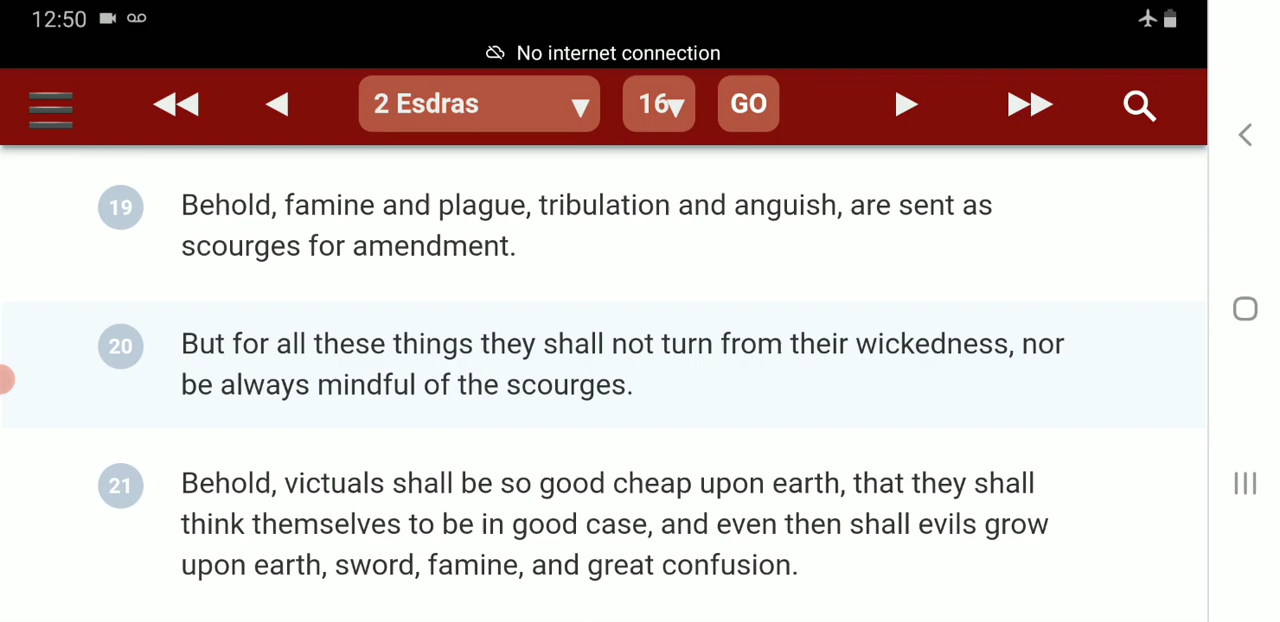 12:50
No internet connection
2 Esdras
16
GO
19 Behold, famine and plague, tribulation and anguish, are sent as
scourges for amendment.
20 But for all these things they shall not turn from their wickedness, nor
be always mindful of the scourges.
21 Behold, victuals shall be so good cheap upon earth, that they shall
think themselves to be in good case, and even then shall evils grow
upon earth, sword, famine, and great confusion.